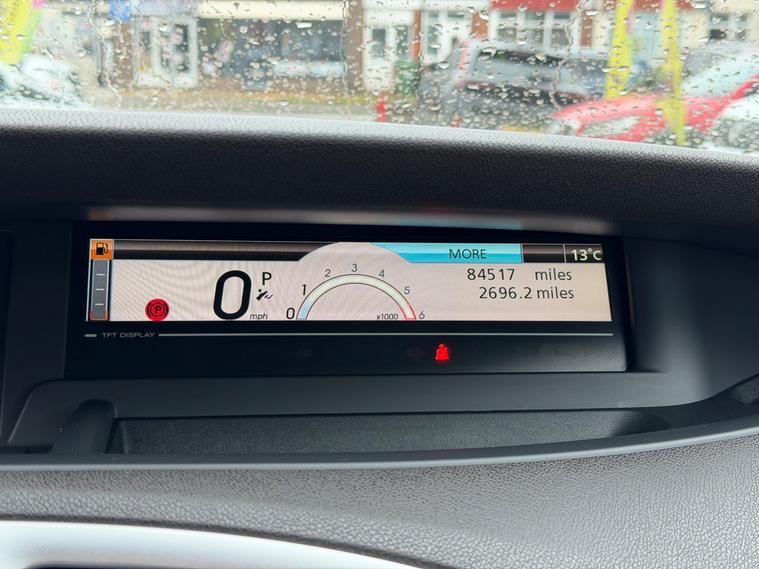 MORE 13°C
84517 miles
2696.2 miles
0 mph
P
P
0 1 2 3 4 5 6
x1000
TFT DISPLAY